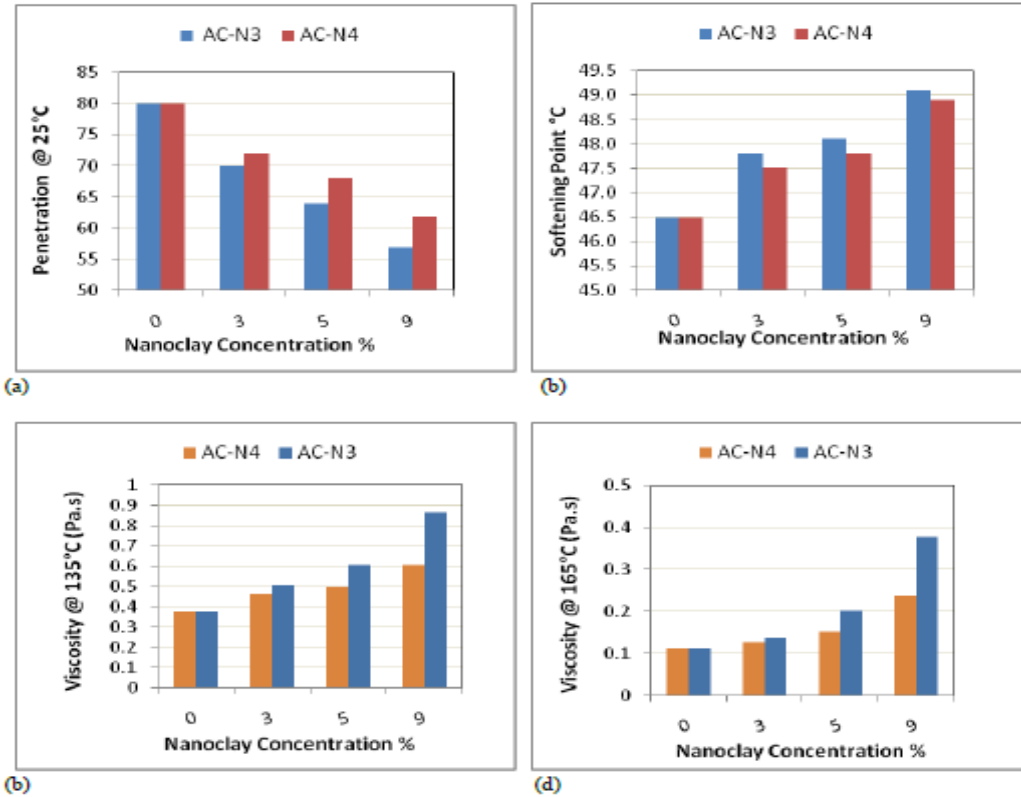 AC-N3 AC-N4
Penetration @ 25°C
85
80
75
70
65
60
55
50
0 3 5 9
Nanoclay Concentration %
(a)
AC-N3 AC-N4
Softening Point °C
49.5
49.0
48.5
48.0
47.5
47.0
46.5
46.0
45.5
45.0
0 3 5 9
Nanoclay Concentration %
(b)
AC-N4 AC-N3
Viscosity @ 135°C (Pa.s)
1
0.9
0.8
0.7
0.6
0.5
0.4
0.3
0.2
0.1
0
0 3 5 9
Nanoclay Concentration %
(b)
AC-N4 AC-N3
Viscosity @ 165°C (Pa.s)
0.5
0.4
0.3
0.2
0.1
0
0 3 5 9
Nanoclay Concentration %
(d)